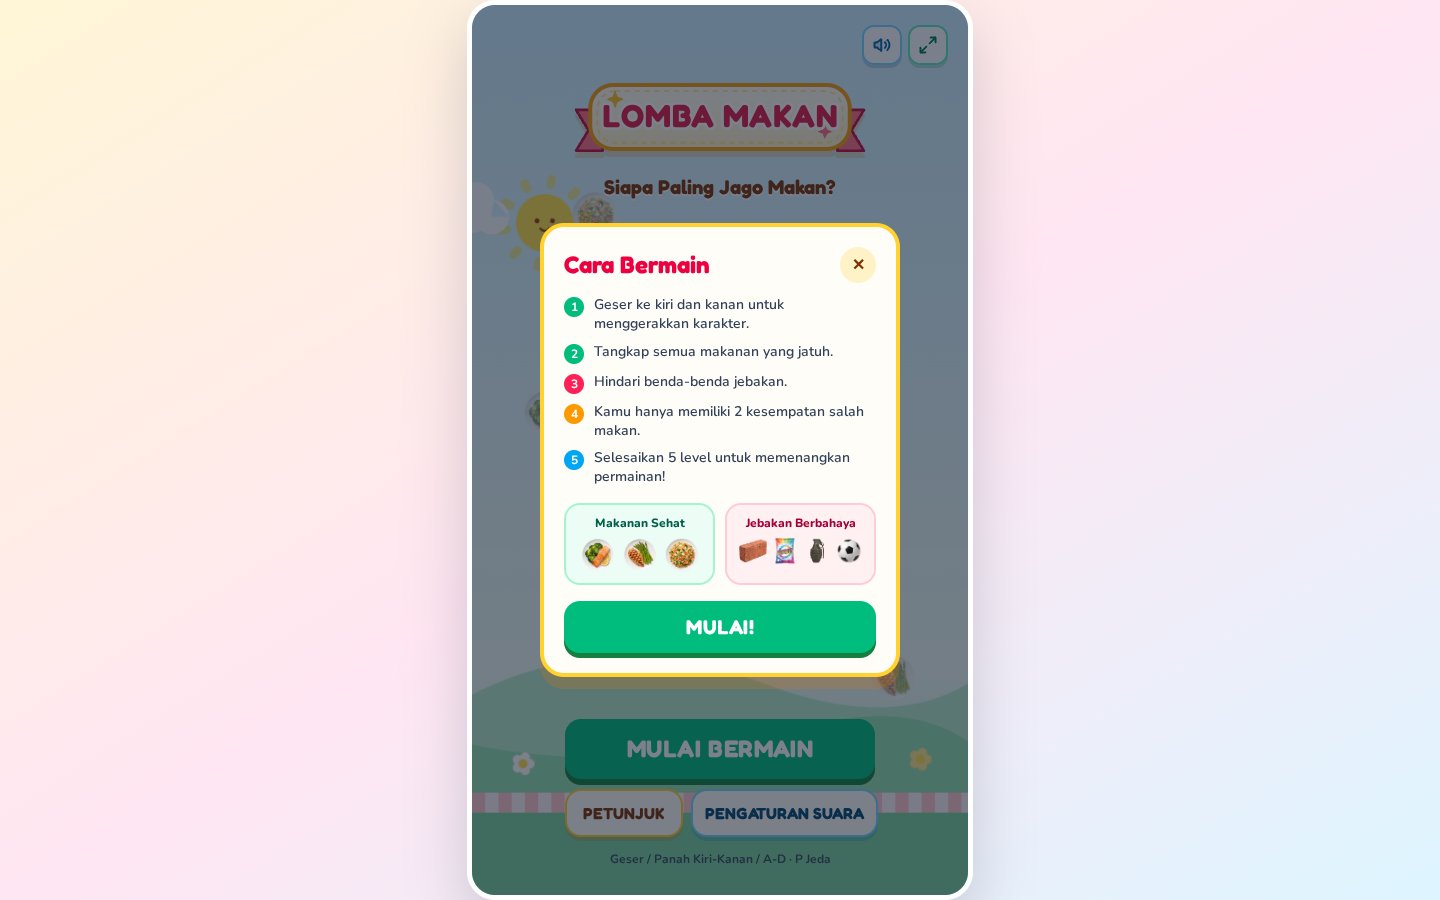 LOMBA MAKAN
Siapa Paling Jago Makan?
Cara Bermain
1 Geser ke kiri dan kanan untuk
menggerakkan karakter.
2 Tangkap semua makanan yang jatuh.
3 Hindari benda-benda jebakan.
4 Kamu hanya memiliki 2 kesempatan salah
makan.
5 Selesaikan 5 level untuk memenangkan
permainan!
Makanan Sehat
Jebakan Berbahaya
MULAI!
MULAI BERMAIN
PETUNJUK
PENGATURAN SUARA
Geser / Panah Kiri-Kanan / A-D · P Jeda